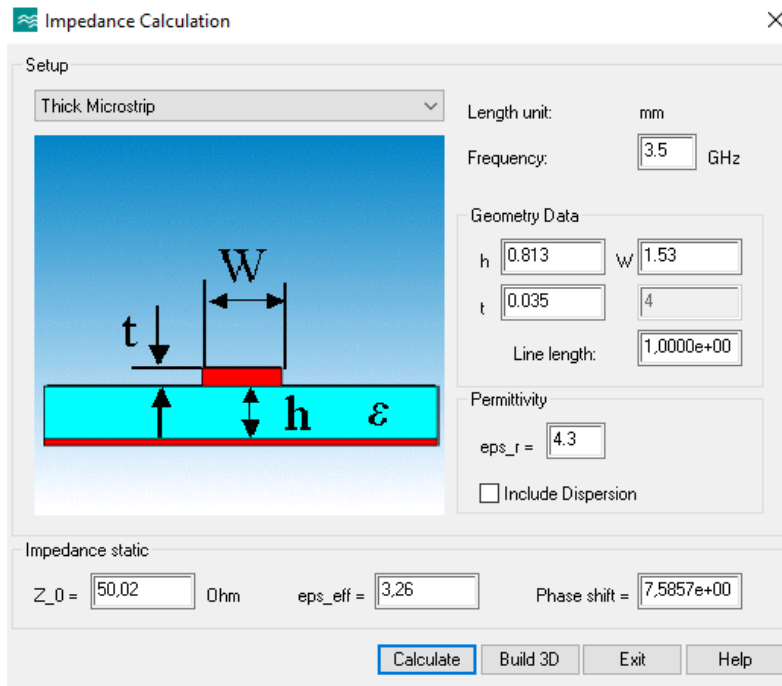 Impedance Calculation
Setup
Thick Microstrip
Length unit: mm
Frequency: 3.5 GHz
W
t
h ε
Geometry Data
h 0.813 W 1.53
t 0.035 4
Line length: 1,0000e+00
Permittivity
eps_r = 4.3
Include Dispersion
Impedance static
Z_0 = 50,02 Ohm eps_eff = 3,26 Phase shift = 7,5857e+00
Calculate Build 3D Exit Help